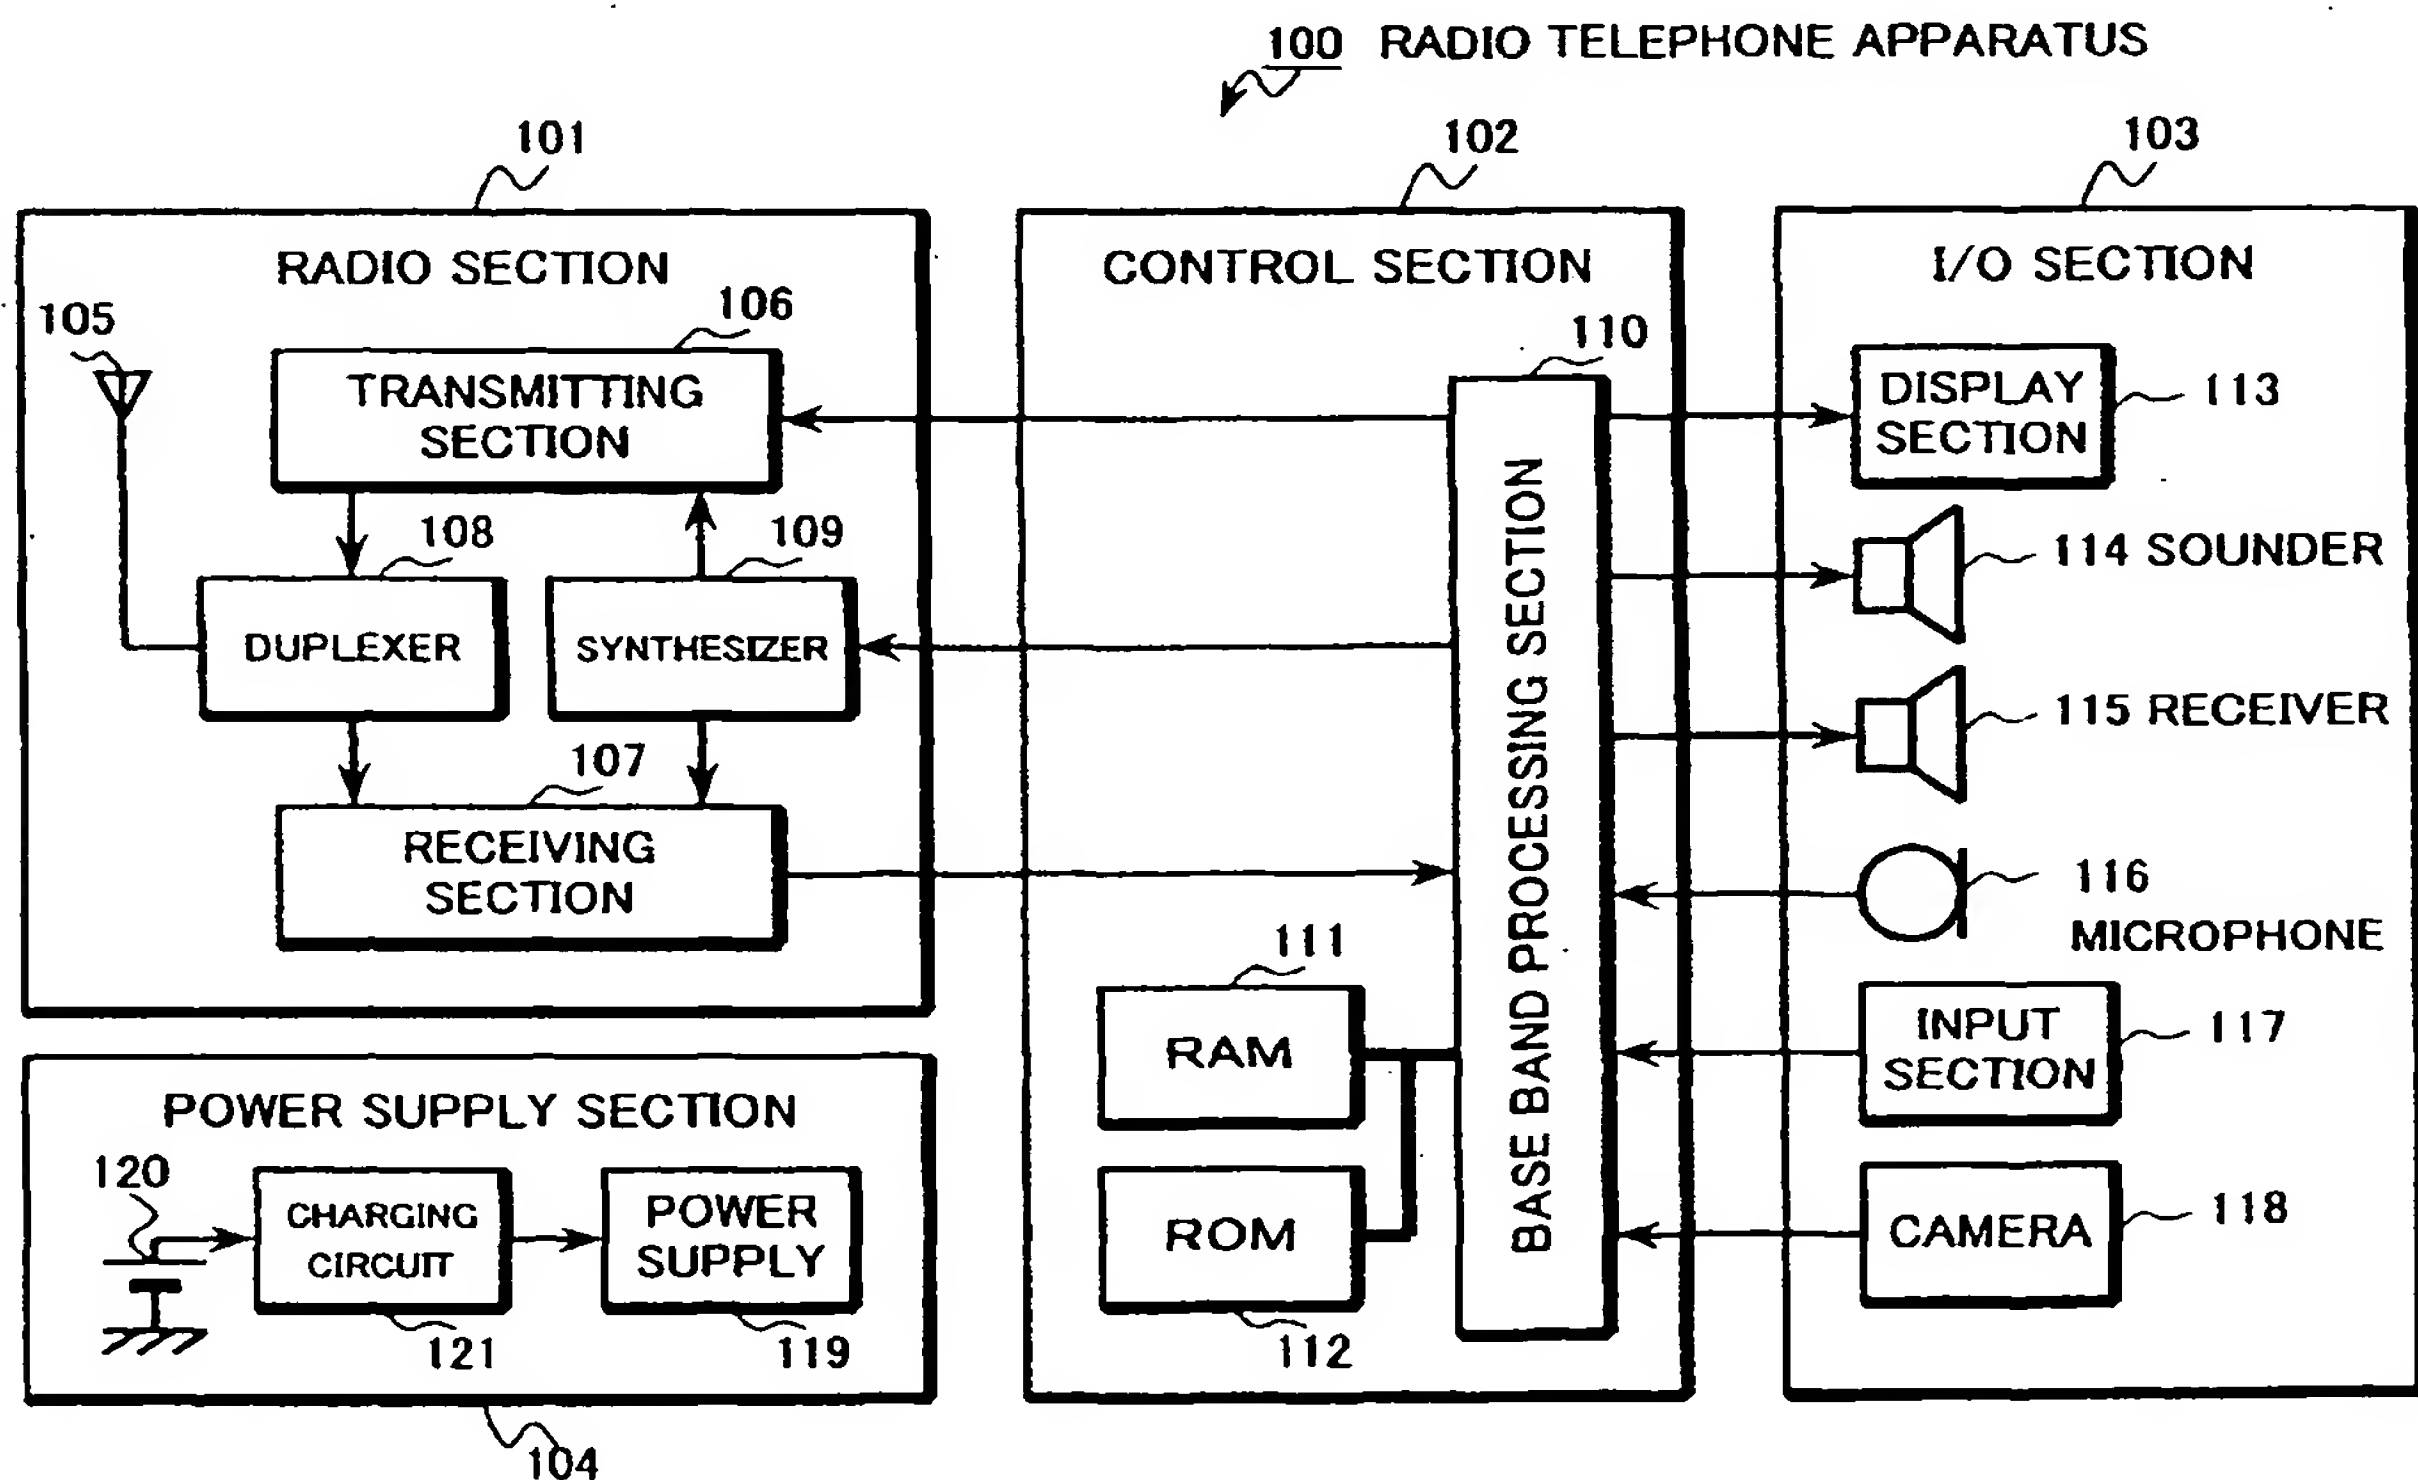 100 RADIO TELEPHONE APPARATUS
101
RADIO SECTION
105
106
TRANSMITTING
SECTION
108
109
DUPLEXER
SYNTHESIZER
107
RECEIVING
SECTION
POWER SUPPLY SECTION
120
CHARGING
CIRCUIT
POWER
SUPPLY
121
119
104
102
CONTROL SECTION
110
BASE BAND PROCESSING SECTION
111
RAM
ROM
112
103
I/O SECTION
DISPLAY
SECTION
113
114 SOUNDER
115 RECEIVER
116
MICROPHONE
INPUT
SECTION
117
CAMERA
118